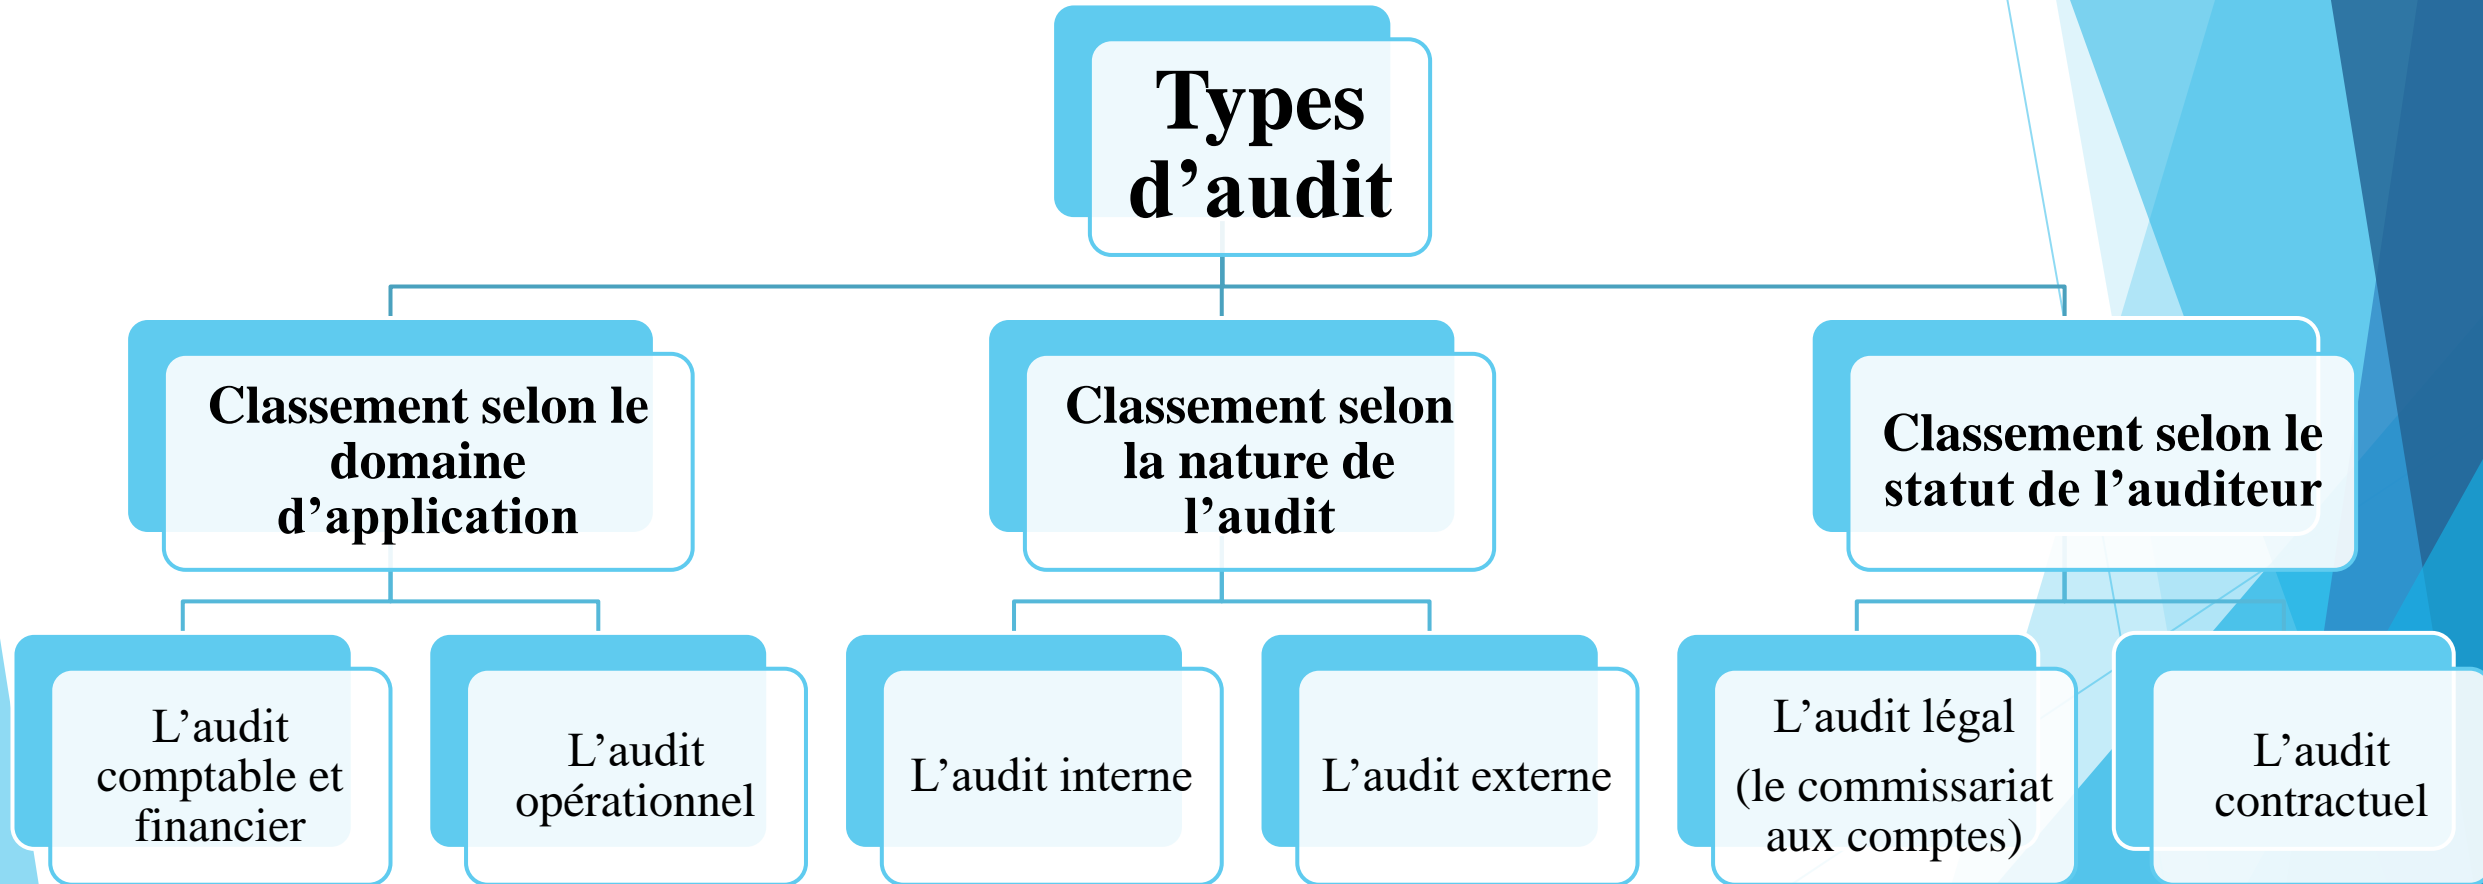 Types
d’audit
Classement selon le
domaine
d’application
Classement selon
la nature de
l’audit
Classement selon le
statut de l’auditeur
L’audit
comptable et
financier
L’audit
opérationnel
L’audit interne
L’audit externe
L’audit légal
(le commissariat
aux comptes)
L’audit
contractuel